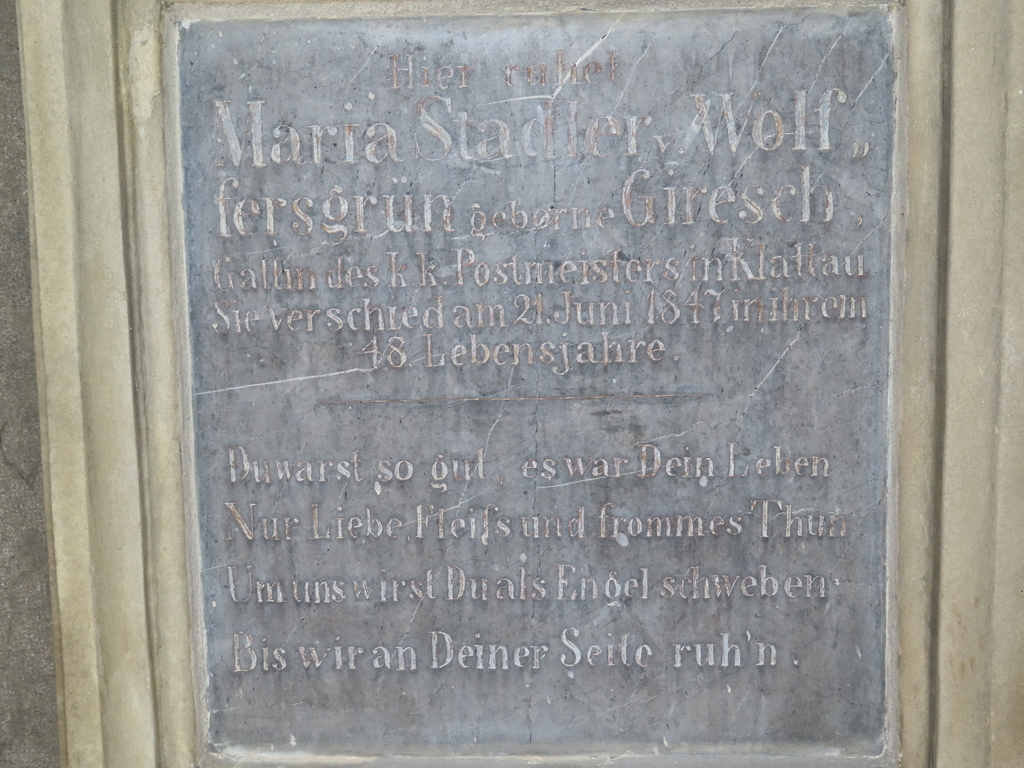 Hier ruhet
Maria Stadler v. Wolf„
fersgrün geborne Giresch,
Gattin des k. k. Postmeisters in Klattau
Sie verschied am 21. Juni 1847 in ihrem
48. Lebensjahre.
Du warst so gut, es war Dein Leben
Nur Liebe, Fleiſs und frommes Thun
Um uns wirst Du als Engel schweben
Bis wir an Deiner Seite ruh'n.